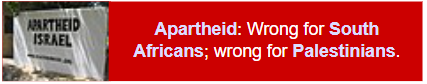 APARTHEID
ISRAEL
Apartheid: Wrong for South
Africans; wrong for Palestinians.